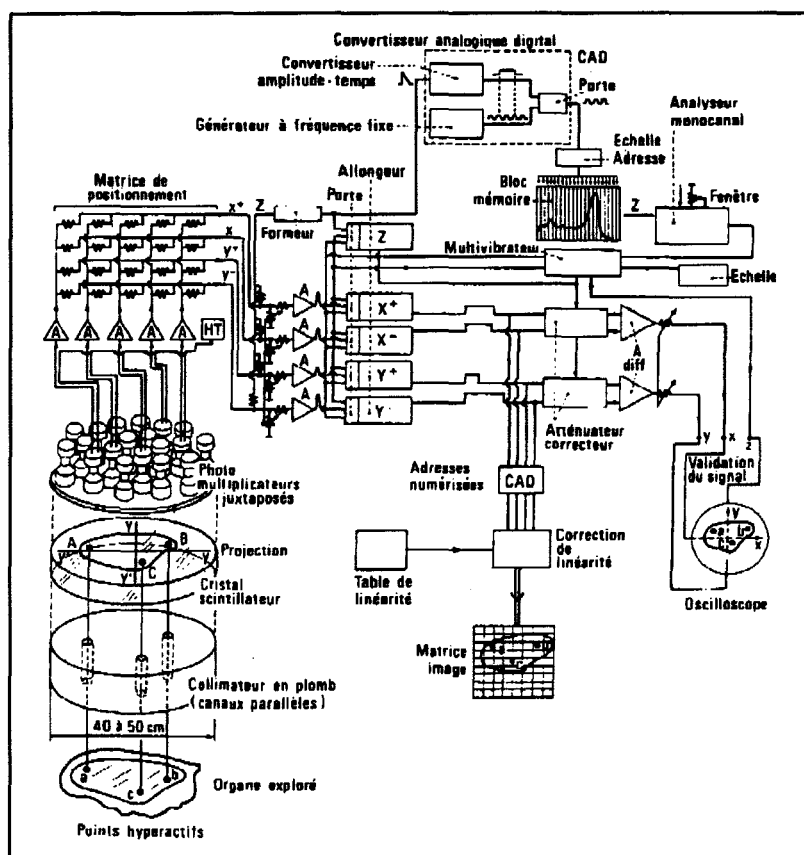 Convertisseur analogique digital
CAD
Convertisseur
amplitude-temps
Porte
Générateur à fréquence fixe
Analyseur
monocanal
Echelle
Adresse
Matrice de
positionnement
Allongeur
Porte
Bloc
mémoire
Z
Fenêtre
x+
x
y+
y-
Z
Formeur
Z
Multivibrateur
Echelle
A
A
A
A
A
HT
A
A
A
A
X+
X-
Y+
Y
A
diff
Atténuateur
correcteur
y
x
z
Validation
du signal
Photo
multiplicateurs
juxtaposés
Adresses
numérisées
CAD
A
B
C
y
y'
Projection
Cristal
scintillateur
Table de
linéarité
Correction
de
linéarité
a
c
y
x
Oscilloscope
Matrice
image
a
c
Collimateur en plomb
(canaux parallèles)
40 à 50 cm
a
b
c
Organe exploré
Points hyperactifs